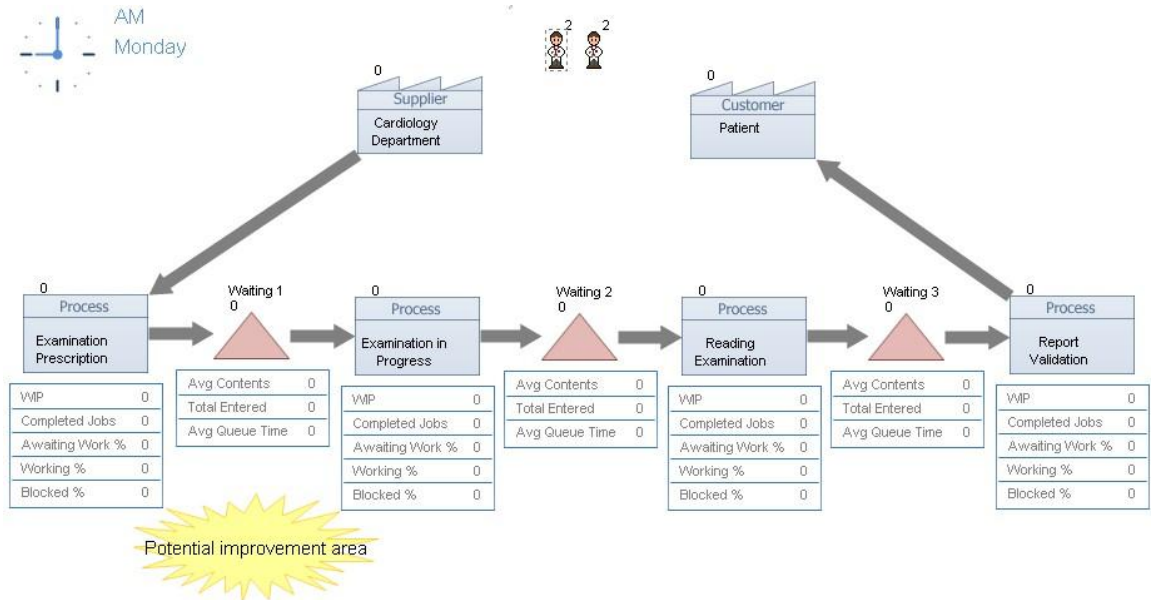 AM
Monday
2 2
0
Supplier
Cardiology
Department
0
Customer
Patient
0
Process
Examination
Prescription
WIP 0
Completed Jobs 0
Awaiting Work % 0
Working % 0
Blocked % 0
Waiting 1
0
Avg Contents 0
Total Entered 0
Avg Queue Time 0
0
Process
Examination in
Progress
WIP 0
Completed Jobs 0
Awaiting Work % 0
Working % 0
Blocked % 0
Waiting 2
0
Avg Contents 0
Total Entered 0
Avg Queue Time 0
0
Process
Reading
Examination
WIP 0
Completed Jobs 0
Awaiting Work % 0
Working % 0
Blocked % 0
Waiting 3
0
Avg Contents 0
Total Entered 0
Avg Queue Time 0
0
Process
Report
Validation
WIP 0
Completed Jobs 0
Awaiting Work % 0
Working % 0
Blocked % 0
Potential improvement area